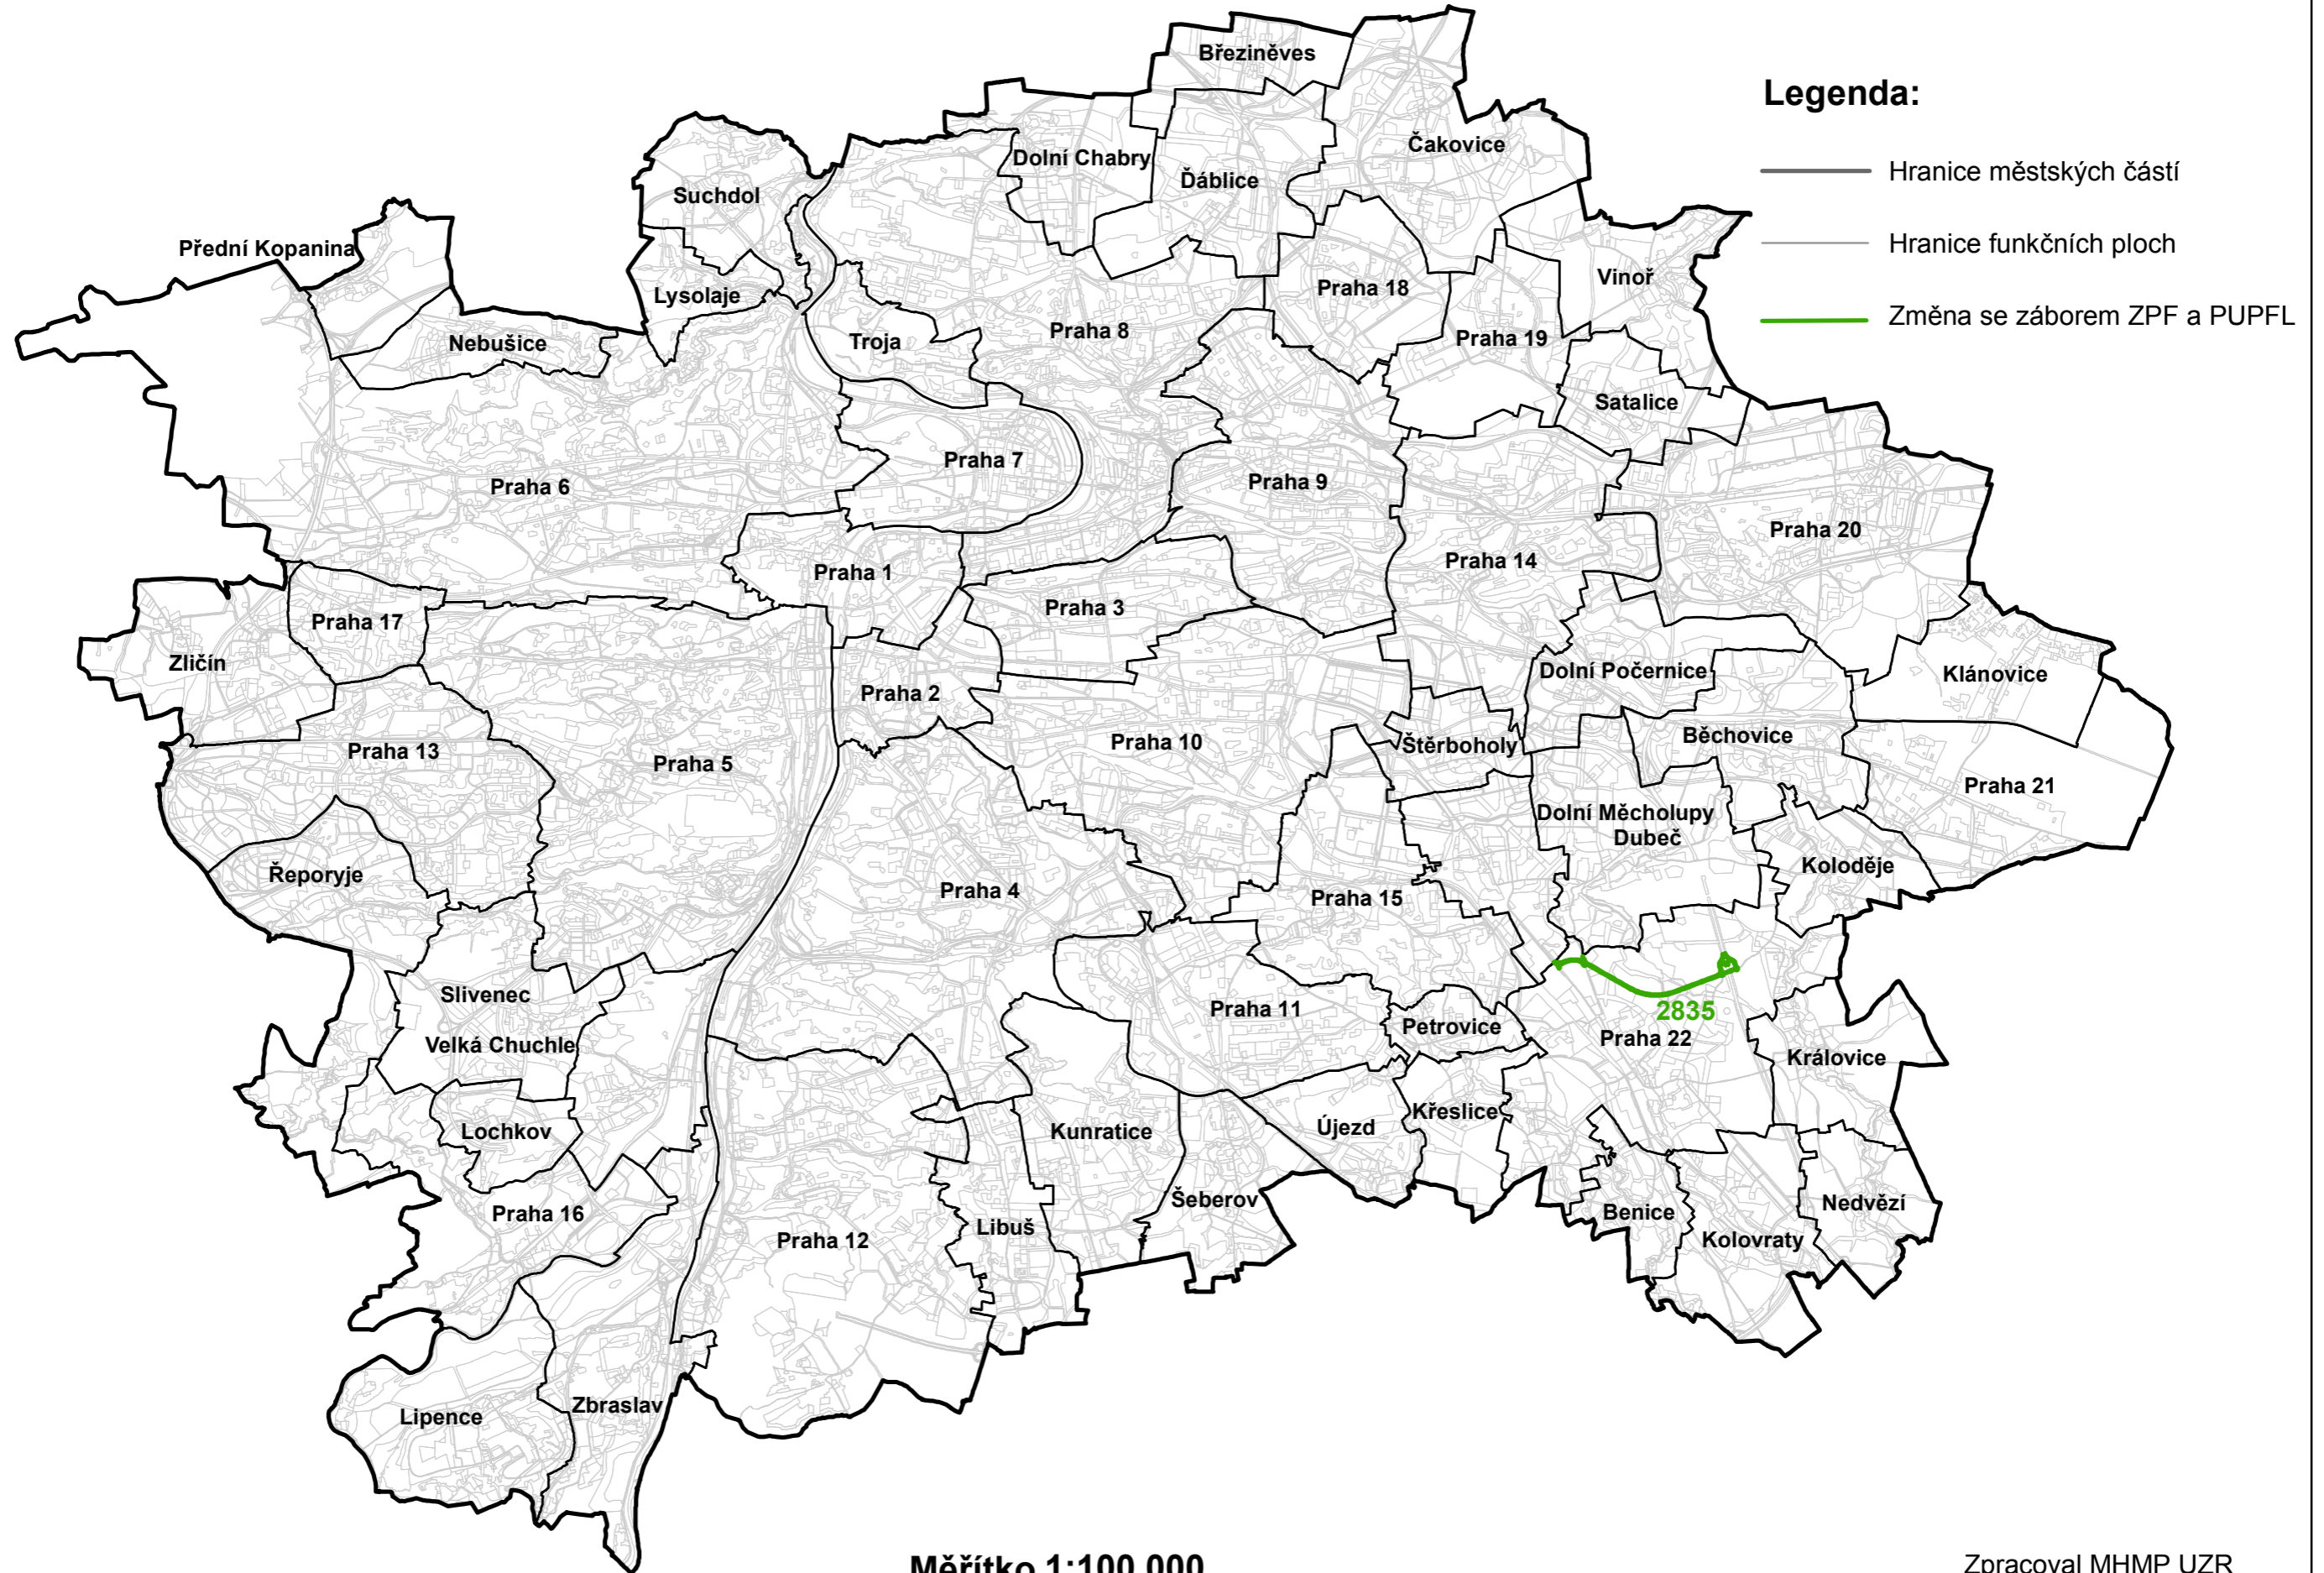 Březiněves
Legenda:
Čakovice
Dolní Chabry
Ďáblice
Hranice městských částí
Suchdol
Přední Kopanina
Hranice funkčních ploch
Vinoř
Lysolaje
Praha 18
Změna se záborem ZPF a PUPFL
Nebušice
Troja
Praha 8
Praha 19
Satalice
Praha 7
Praha 6
Praha 9
Praha 20
Praha 14
Praha 1
Praha 3
Praha 17
Zličín
Dolní Počernice
Klánovice
Praha 2
Praha 13
Praha 5
Praha 10
Štěrboholy
Běchovice
Praha 21
Dolní Měcholupy
Dubeč
Řeporyje
Koloděje
Praha 4
Praha 15
Slivenec
Praha 11
2835
Petrovice
Praha 22
Velká Chuchle
Královice
Křeslice
Lochkov
Kunratice
Újezd
Šeberov
Nedvězí
Praha 16
Benice
Libuš
Praha 12
Kolovraty
Zbraslav
Lipence
Měřítko 1:100 000
Zpracoval MHMP UZR